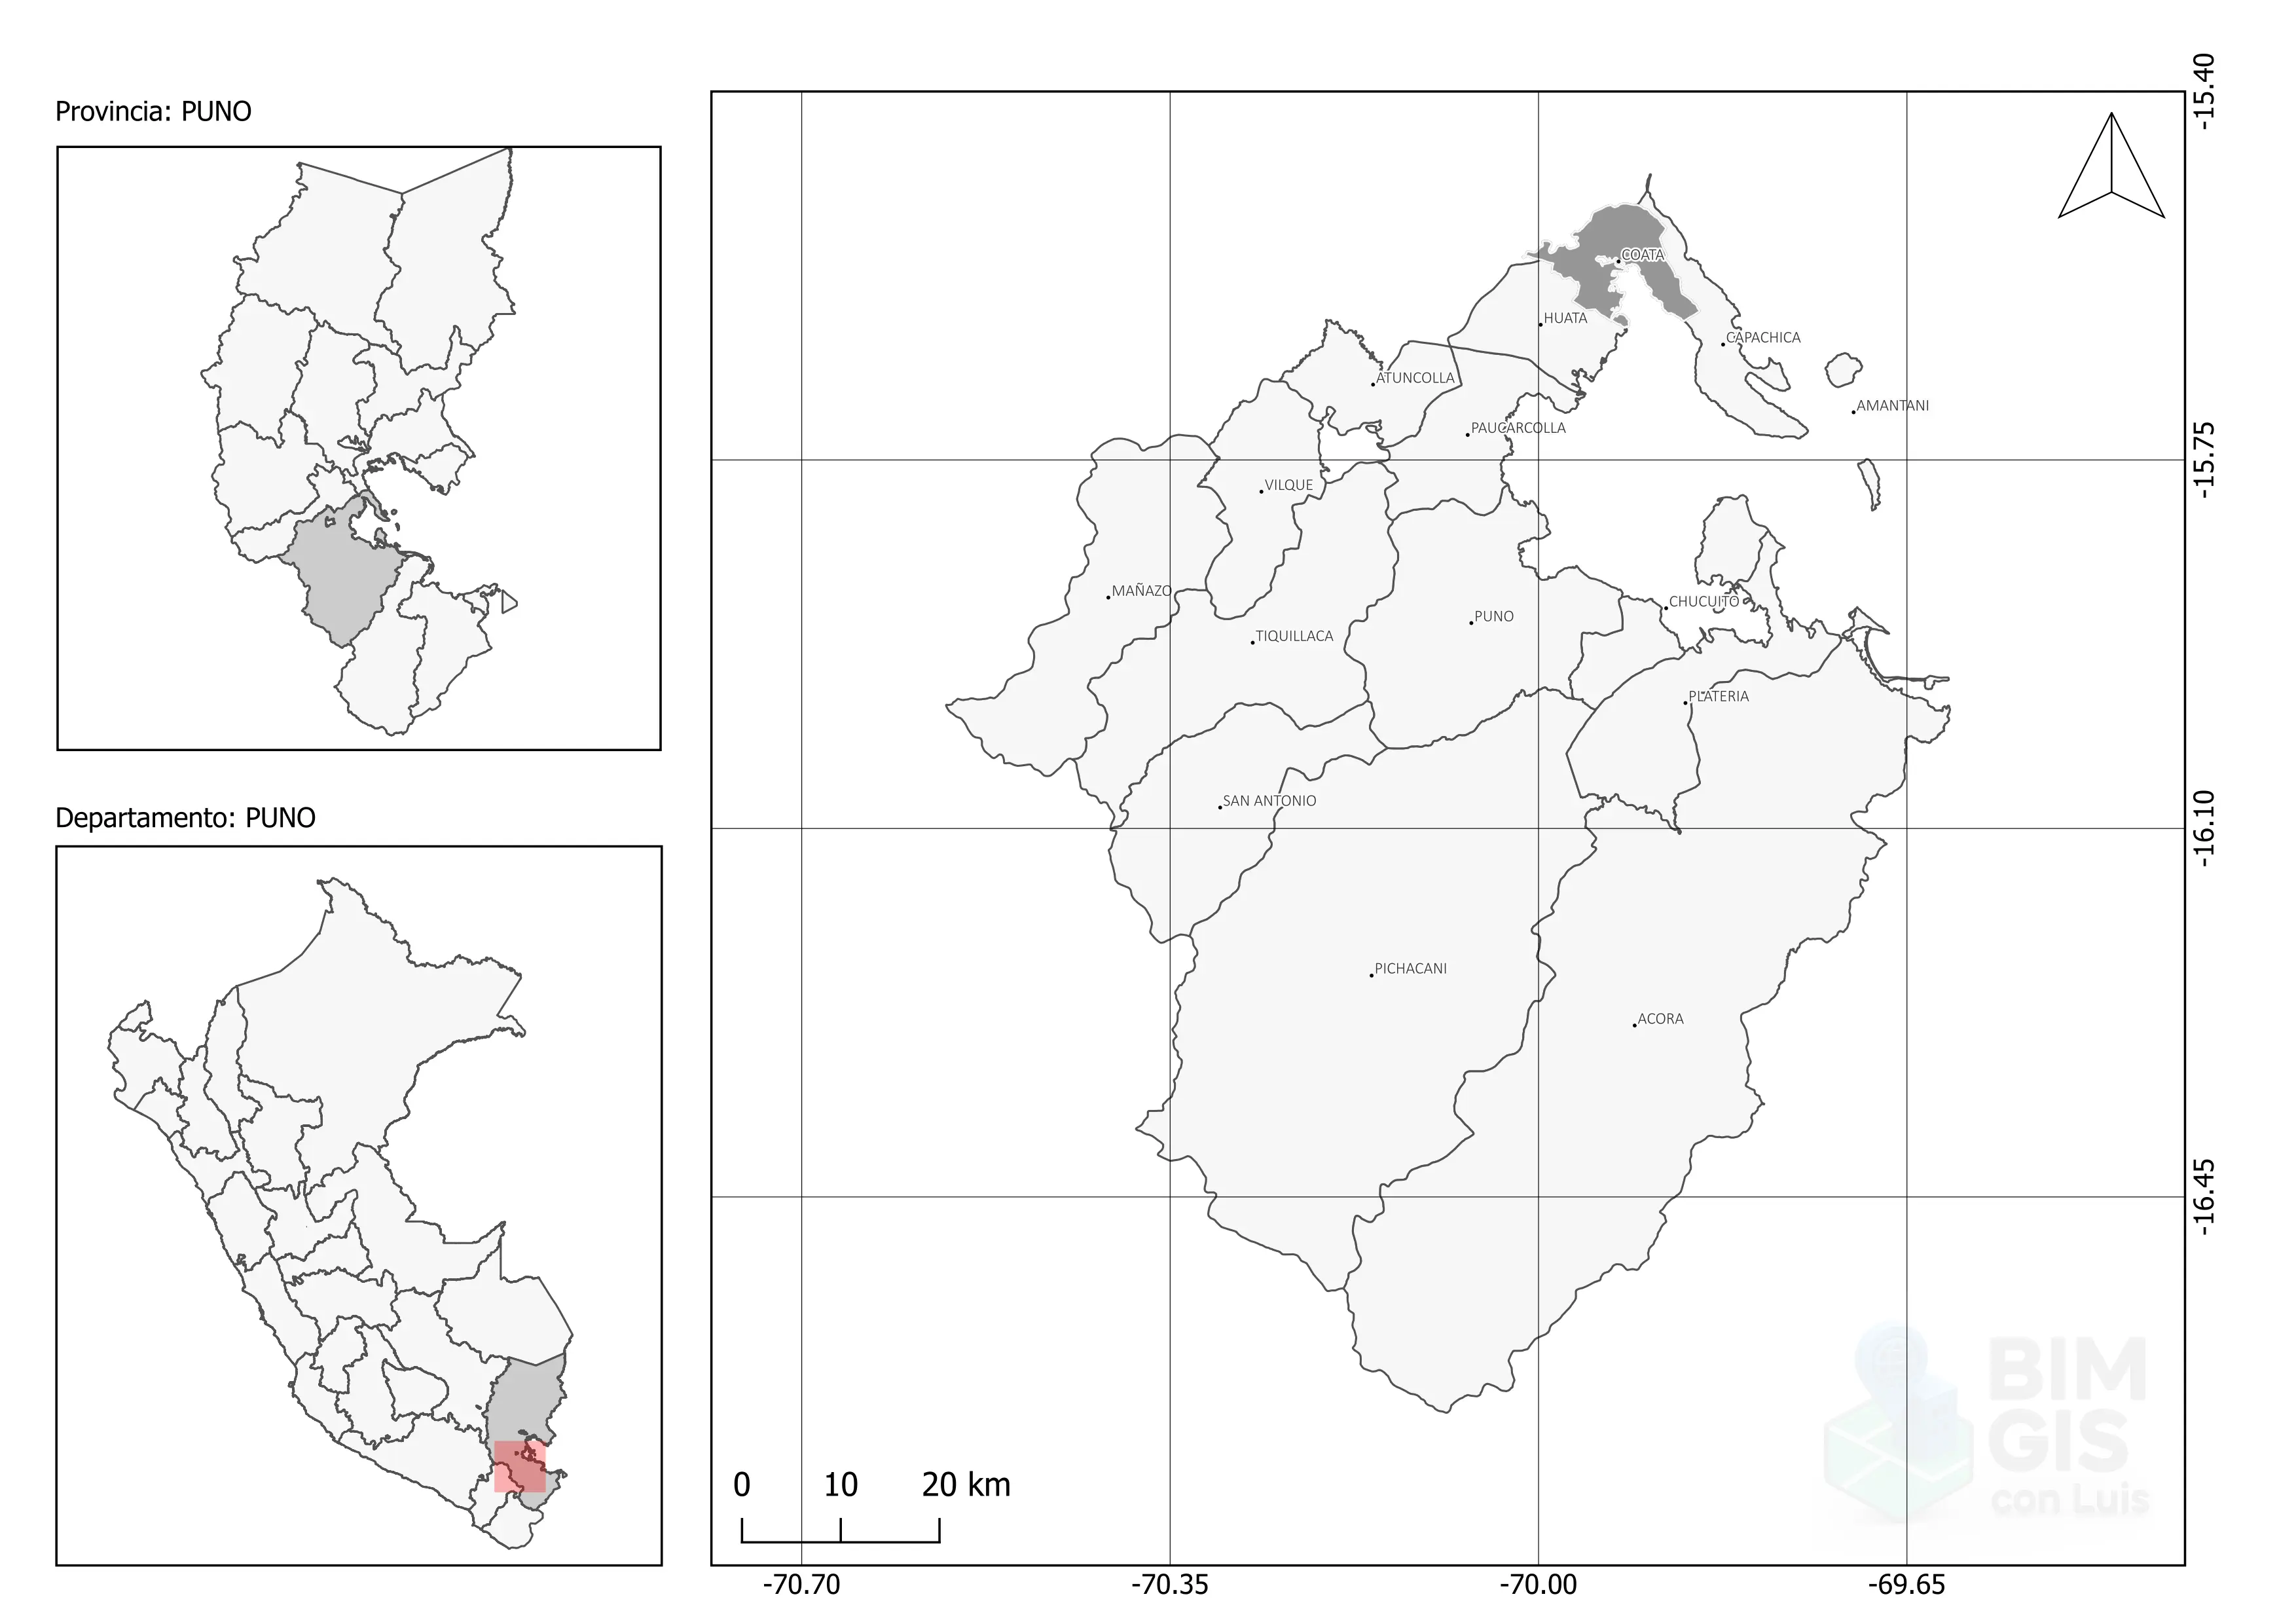 Provincia: PUNO
Departamento: PUNO
COATA
HUATA
CAPACHICA
ATUNCOLLA
AMANTANI
PAUCARCOLLA
VILQUE
MAÑAZO
CHUCUITO
PUNO
TIQUILLACA
PLATERIA
SAN ANTONIO
PICHACANI
ACORA
-15.40
-15.75
-16.10
-16.45
0 10 20 km
-70.70 -70.35 -70.00 -69.65
BIM
GIS
con Luis